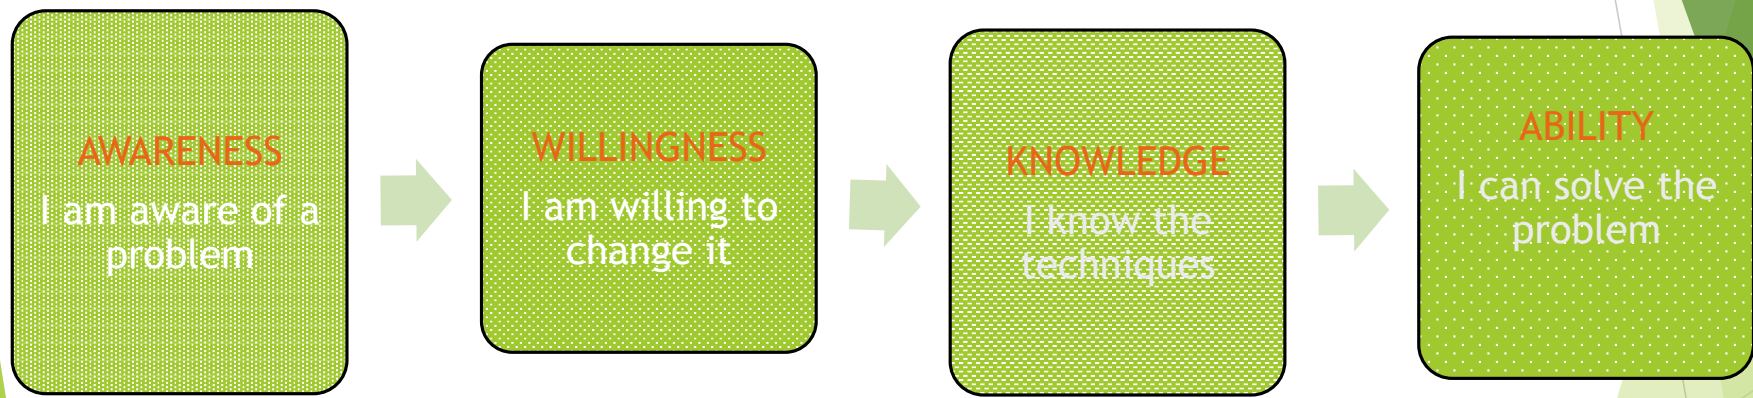 AWARENESS
I am aware of a
problem
WILLINGNESS
I am willing to
change it
KNOWLEDGE
I know the
techniques
ABILITY
I can solve the
problem